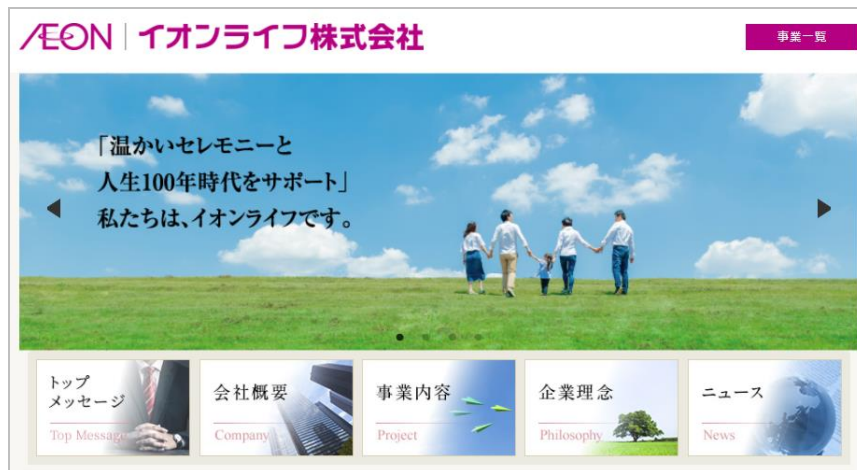 ÆON イオンライフ株式会社
事業一覧
「温かいセレモニーと
人生100年時代をサポート」
私たちは、イオンライフです。
トップ
メッセージ
Top Message
会社概要
Company
事業内容
Project
企業理念
Philosophy
ニュース
News